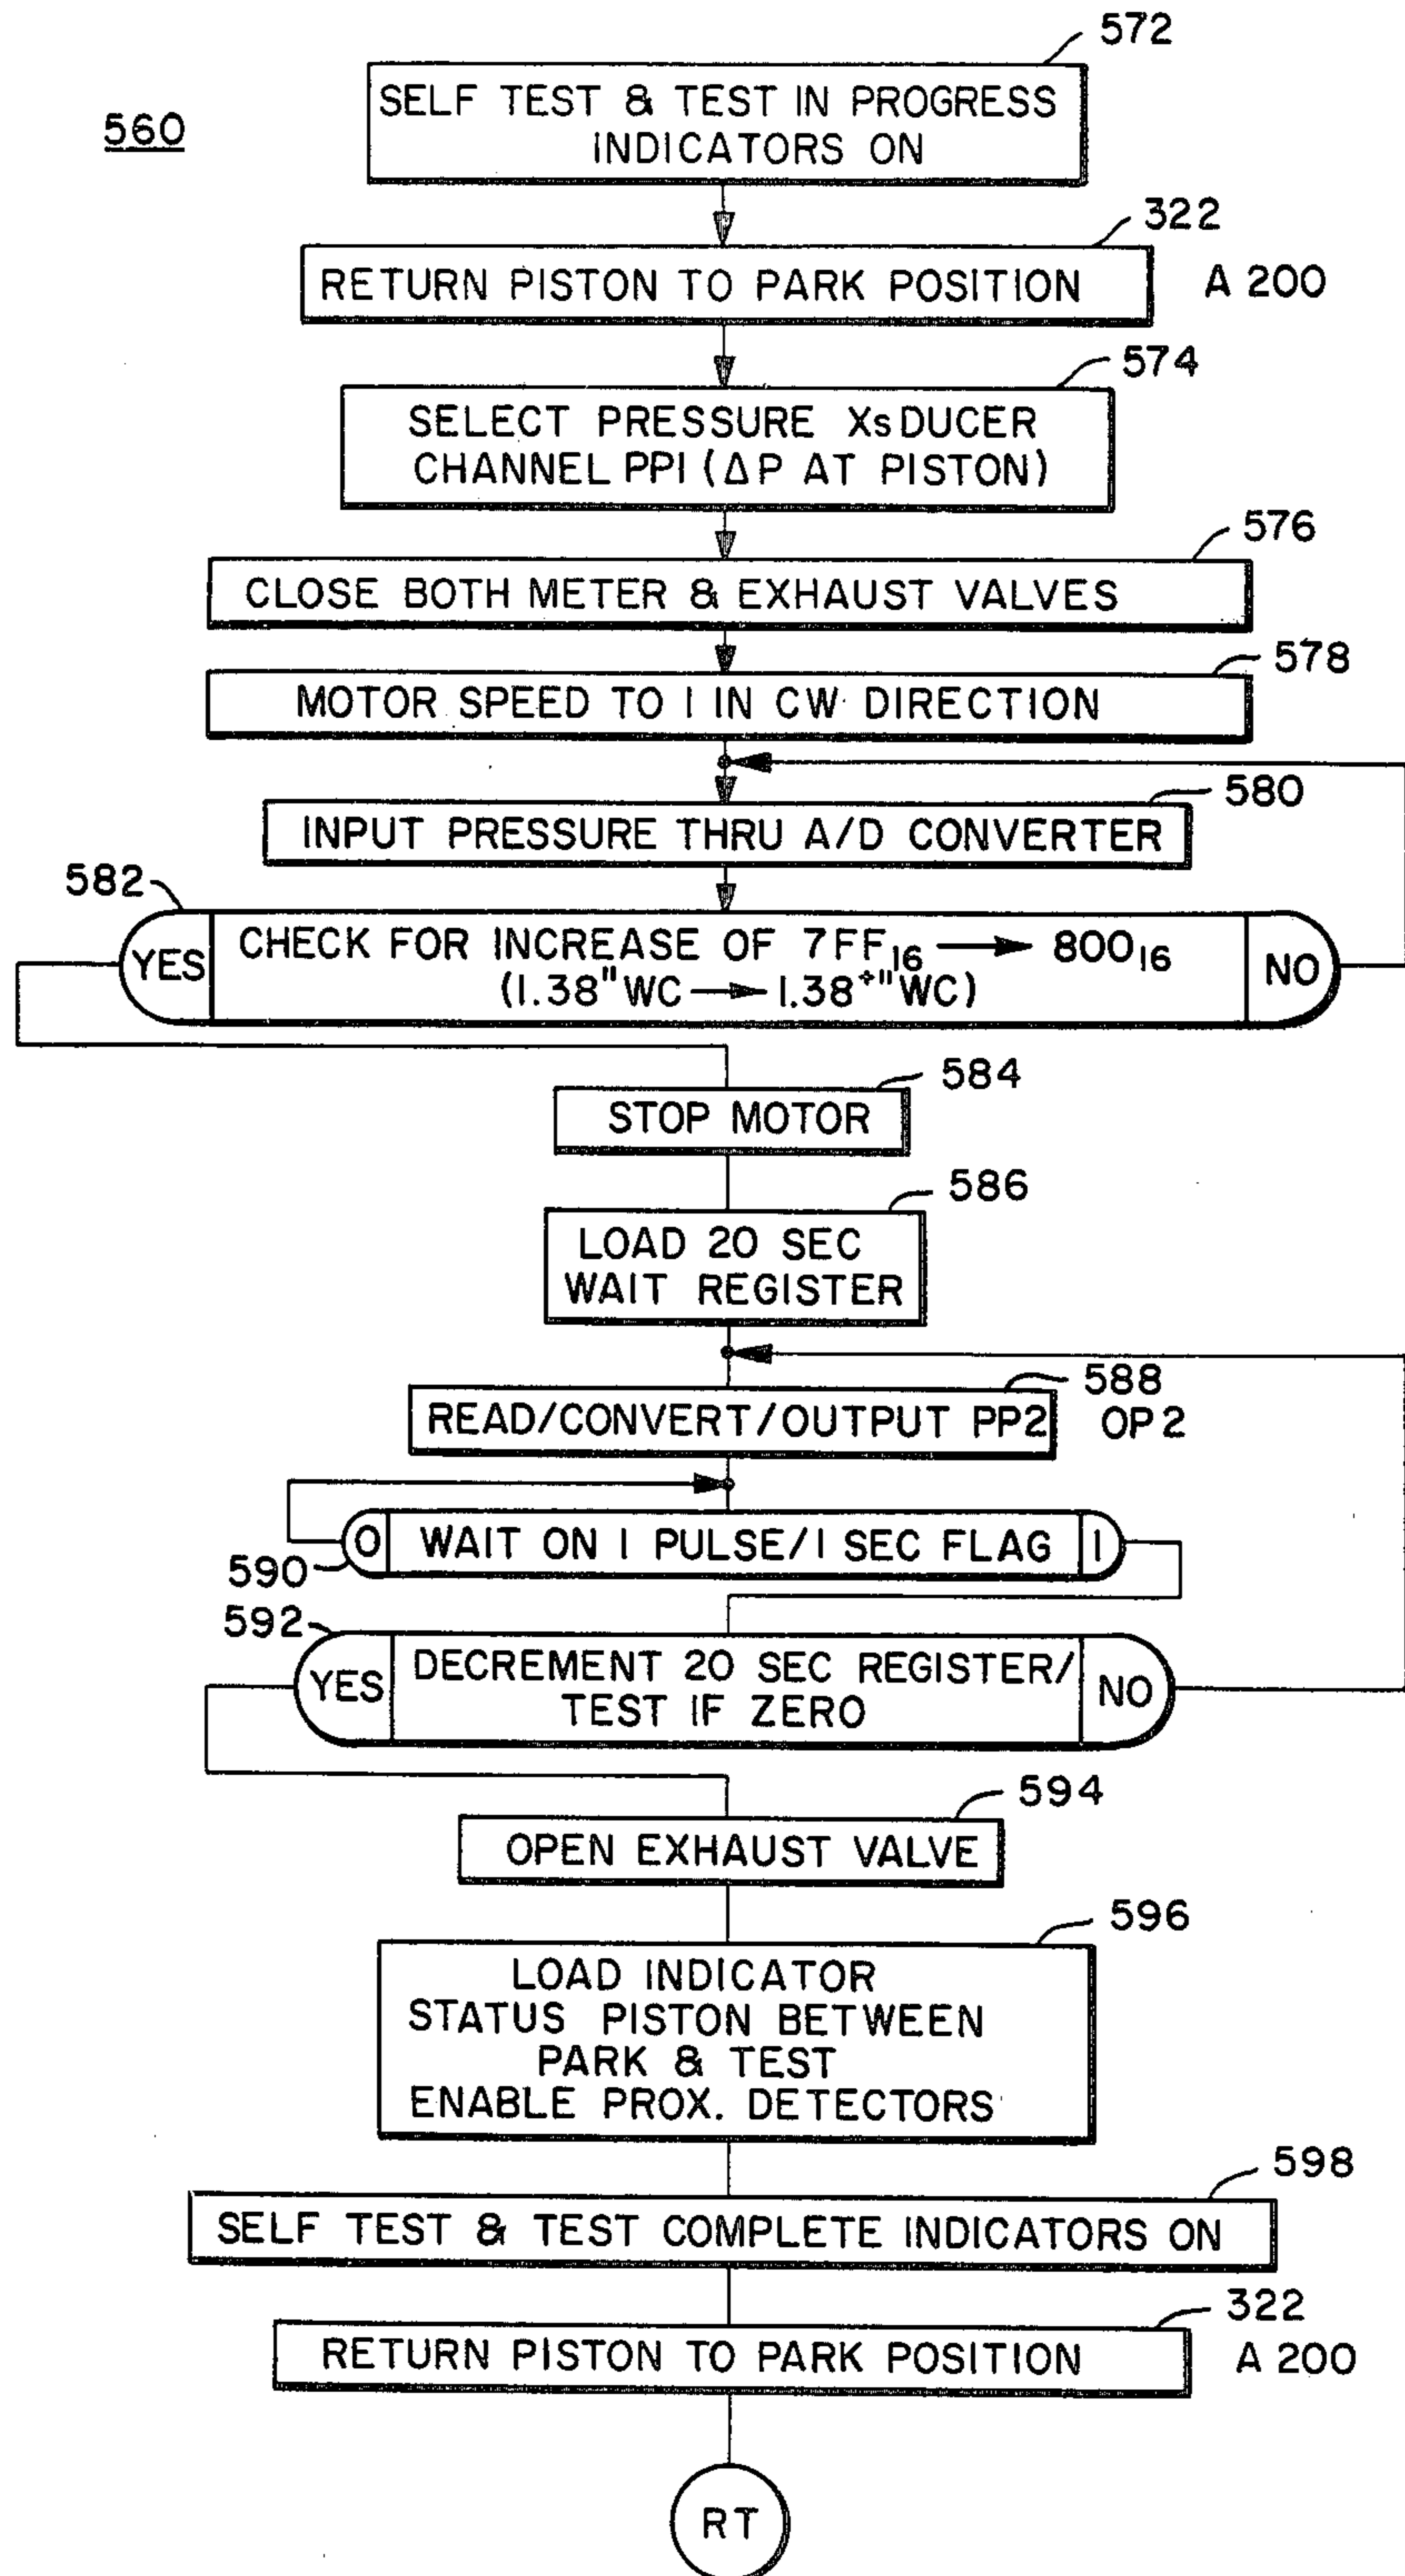 572
560
SELF TEST & TEST IN PROGRESS
INDICATORS ON
322
RETURN PISTON TO PARK POSITION
A 200
574
SELECT PRESSURE XsDUCER
CHANNEL PP1 (ΔP AT PISTON)
576
CLOSE BOTH METER & EXHAUST VALVES
578
MOTOR SPEED TO 1 IN CW DIRECTION
580
INPUT PRESSURE THRU A/D CONVERTER
582
YES
CHECK FOR INCREASE OF 7FF₁₆ → 800₁₆
(1.38" WC → 1.38⁺" WC)
NO
584
STOP MOTOR
586
LOAD 20 SEC
WAIT REGISTER
588
READ/CONVERT/OUTPUT PP2
OP2
0
WAIT ON 1 PULSE/1 SEC FLAG
1
590
592
YES
DECREMENT 20 SEC REGISTER/
TEST IF ZERO
NO
594
OPEN EXHAUST VALVE
596
LOAD INDICATOR
STATUS PISTON BETWEEN
PARK & TEST
ENABLE PROX. DETECTORS
598
SELF TEST & TEST COMPLETE INDICATORS ON
322
RETURN PISTON TO PARK POSITION
A 200
RT